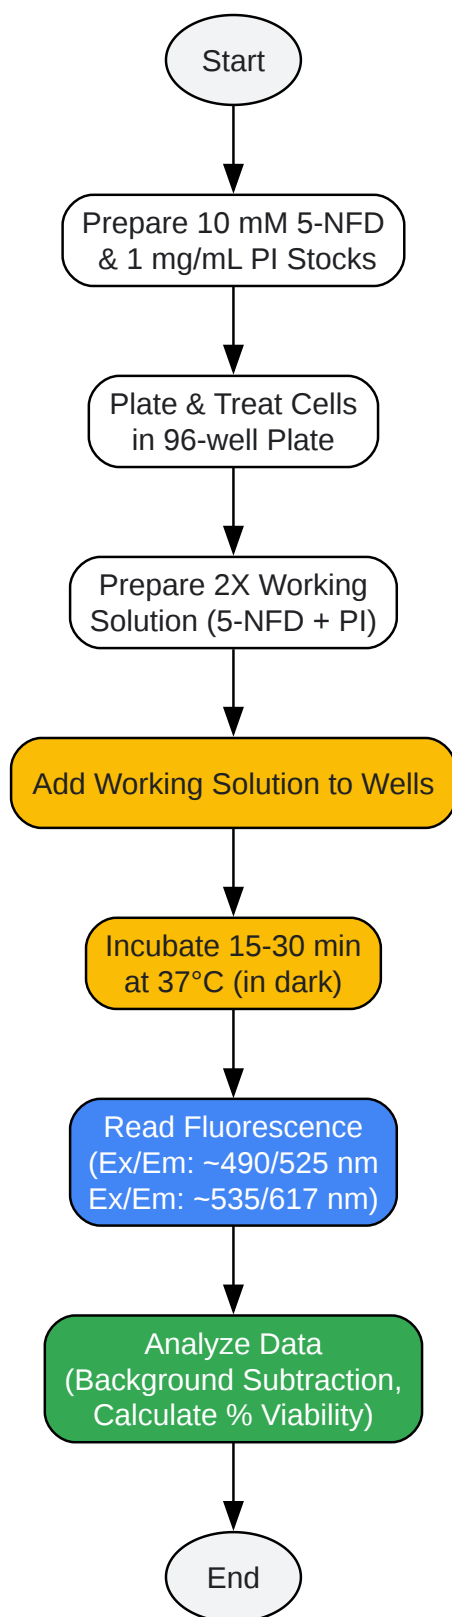 Start
Prepare 10 mM 5-NFD
& 1 mg/mL PI Stocks
Plate & Treat Cells
in 96-well Plate
Prepare 2X Working
Solution (5-NFD + PI)
Add Working Solution to Wells
Incubate 15-30 min
at 37°C (in dark)
Read Fluorescence
(Ex/Em: ~490/525 nm
Ex/Em: ~535/617 nm)
Analyze Data
(Background Subtraction,
Calculate % Viability)
End